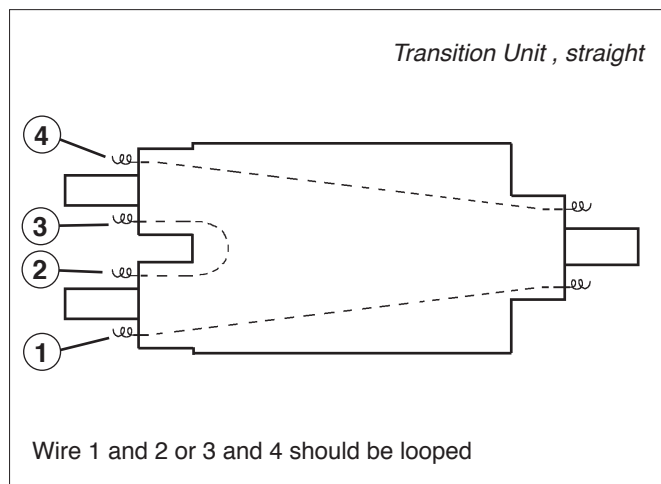 Transition Unit , straight
4
3
2
1
Wire 1 and 2 or 3 and 4 should be looped